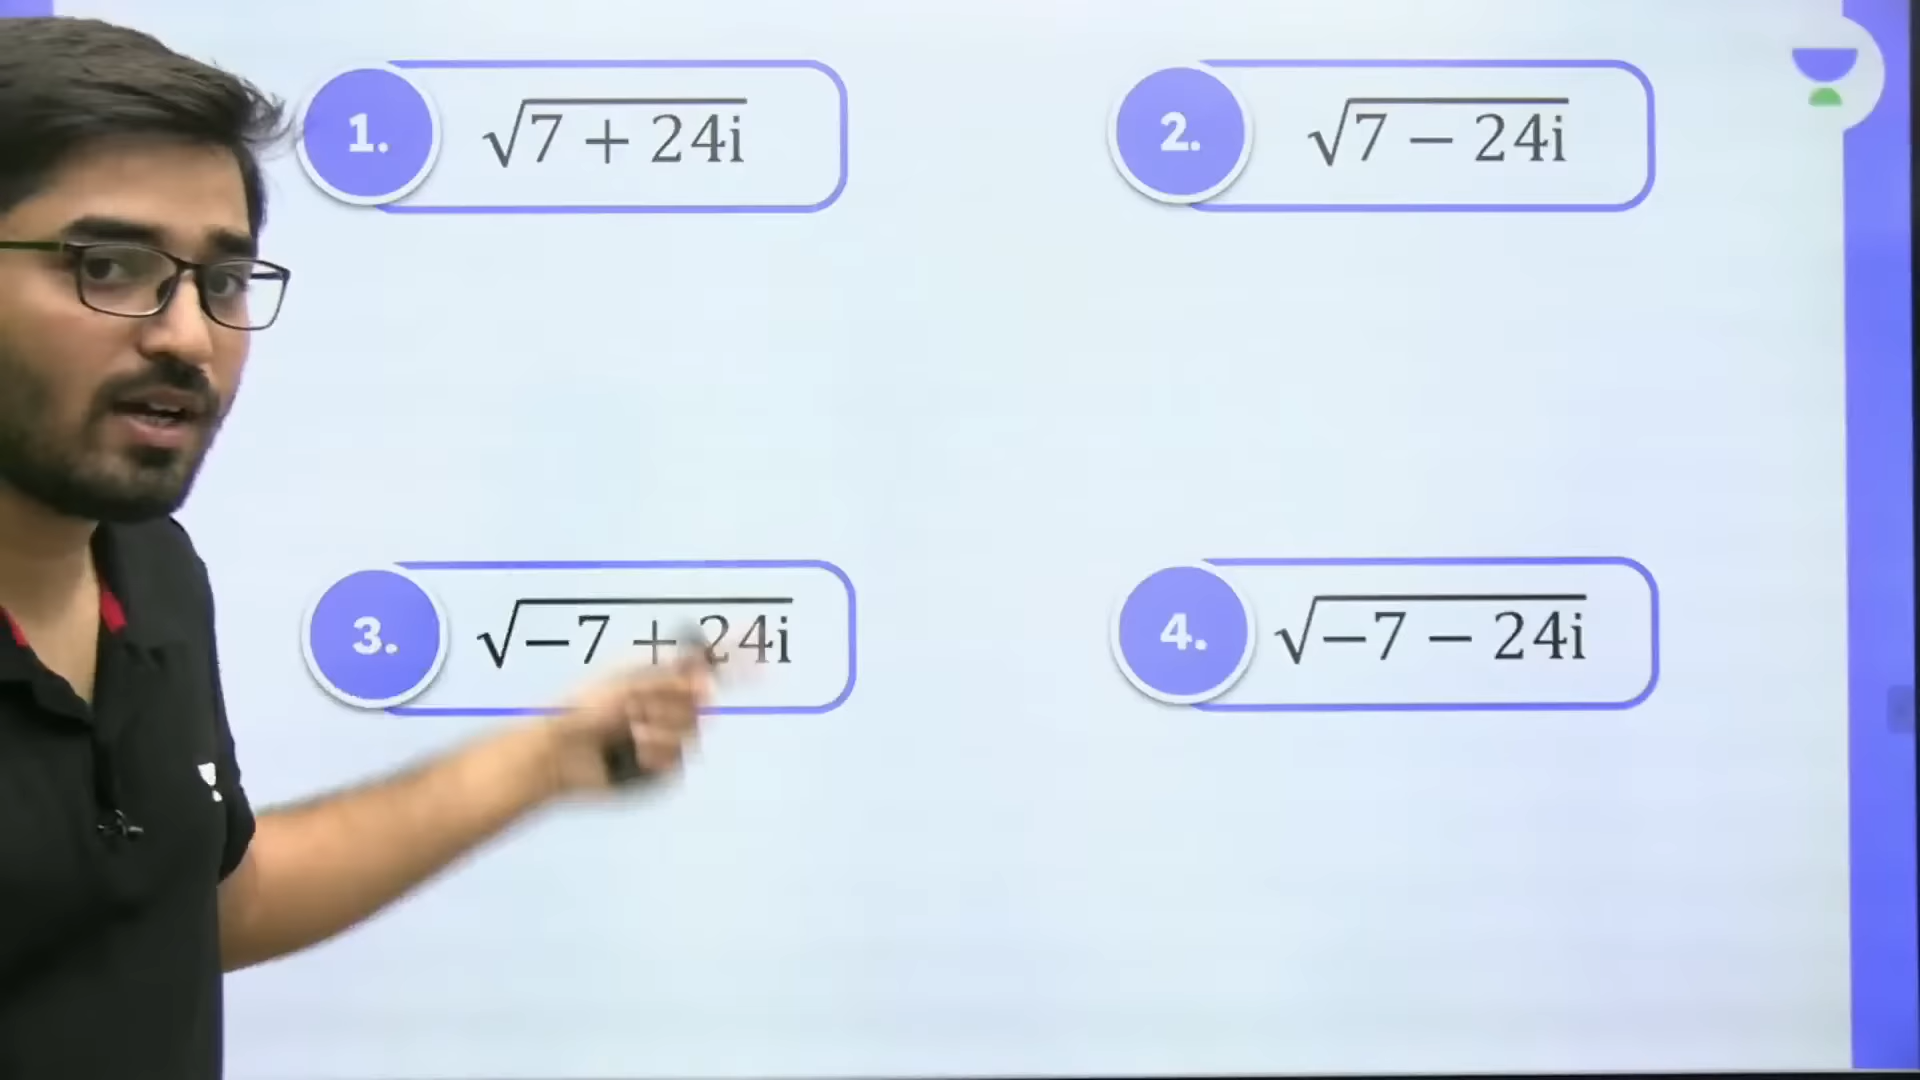 1. √7 + 24i
2. √7 − 24i
3. √−7 + 24i
4. √−7 − 24i